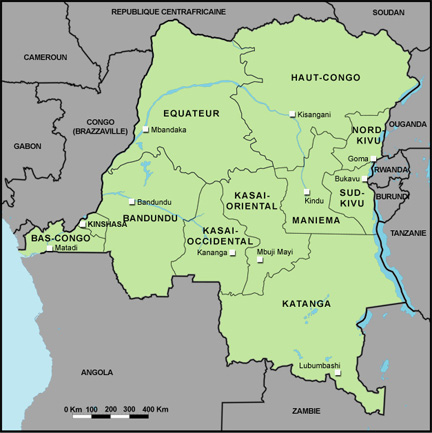 REPUBLIQUE CENTRAFRICAINE
SOUDAN
CAMEROUN
HAUT-CONGO
EQUATEUR
Kisangani
CONGO
(BRAZZAVILLE)
Mbandaka
NORD-
KIVU
OUGANDA
GABON
Goma
RWANDA
Bukavu
SUD-
KIVU
BURUNDI
KASAI-
ORIENTAL
Kindu
Bandundu
BANDUNDU
MANIEMA
KINSHASA
TANZANIE
BAS-CONGO
Matadi
KASAI-
OCCIDENTAL
Kananga
Mbuji Mayi
KATANGA
ANGOLA
Lubumbashi
0 Km 100 200 300 400 KM
ZAMBIE